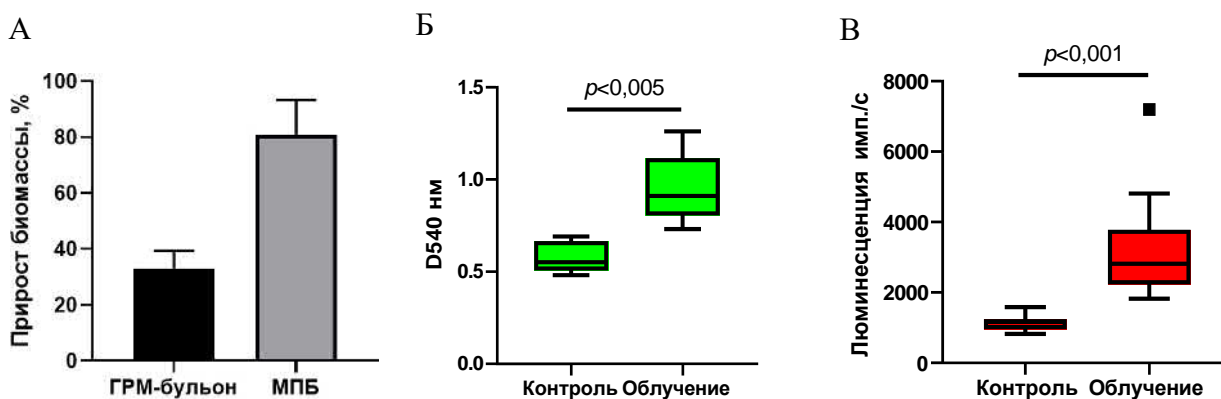 А
Прирост биомассы, %
100
80
60
40
20
0
ГРМ-бульон МПБ
Б
p<0,005
D540 нм
1.5
1.0
0.5
0.0
Контроль Облучение
В
p<0,001
Люминесценция имп./с
8000
6000
4000
2000
0
Контроль Облучение